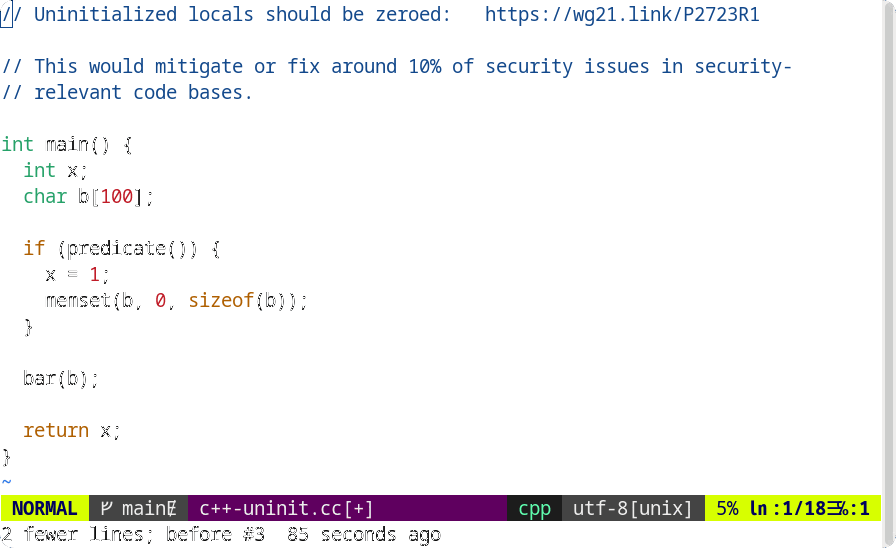 // Uninitialized locals should be zeroed:   https://wg21.link/P2723R1
// This would mitigate or fix around 10% of security issues in security-
// relevant code bases.
int main() {
  int x;
  char b[100];
  if (predicate()) {
    x = 1;
    memset(b, 0, sizeof(b));
  }
  bar(b);
  return x;
}
~
NORMAL main c++-uninit.cc[+] cpp utf-8[unix] 5% ln:1/18 ☰%:1
2 fewer lines; before #3  85 seconds ago